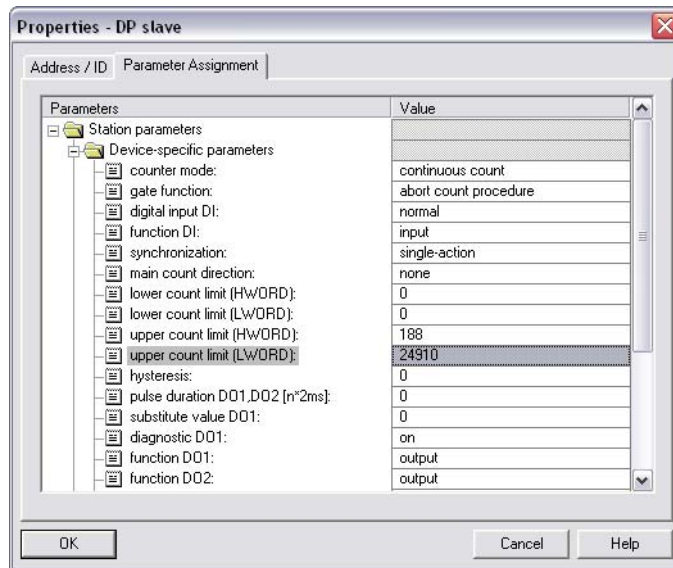 Properties - DP slave
Address / ID Parameter Assignment
Parameters Value
Station parameters
Device-specific parameters
counter mode: continuous count
gate function: abort count procedure
digital input DI: normal
function DI: input
synchronization: single-action
main count direction: none
lower count limit (HWORD): 0
lower count limit (LWORD): 0
upper count limit (HWORD): 188
upper count limit (LWORD): 24910
hysteresis: 0
pulse duration DO1,DO2 [n*2ms]: 0
substitute value DO1: 0
diagnostic DO1: on
function DO1: output
function DO2: output
OK Cancel Help